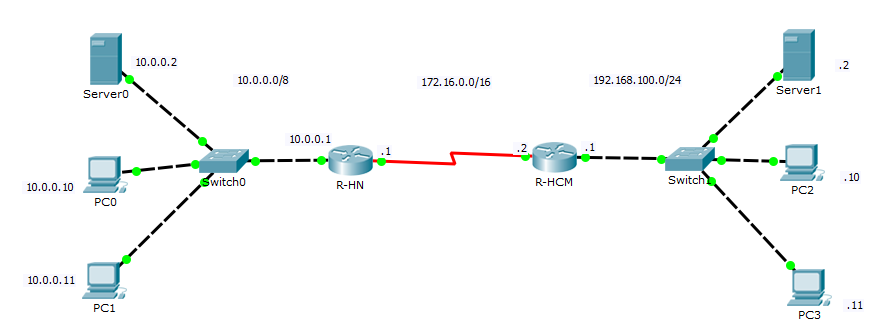 10.0.0.2
10.0.0.0/8
172.16.0.0/16
192.168.100.0/24
.2
Server0
Server1
10.0.0.1
.1
.2
.1
Switch0
R-HN
R-HCM
Switch1
10.0.0.10
PC0
PC2
.10
10.0.0.11
PC1
PC3
.11